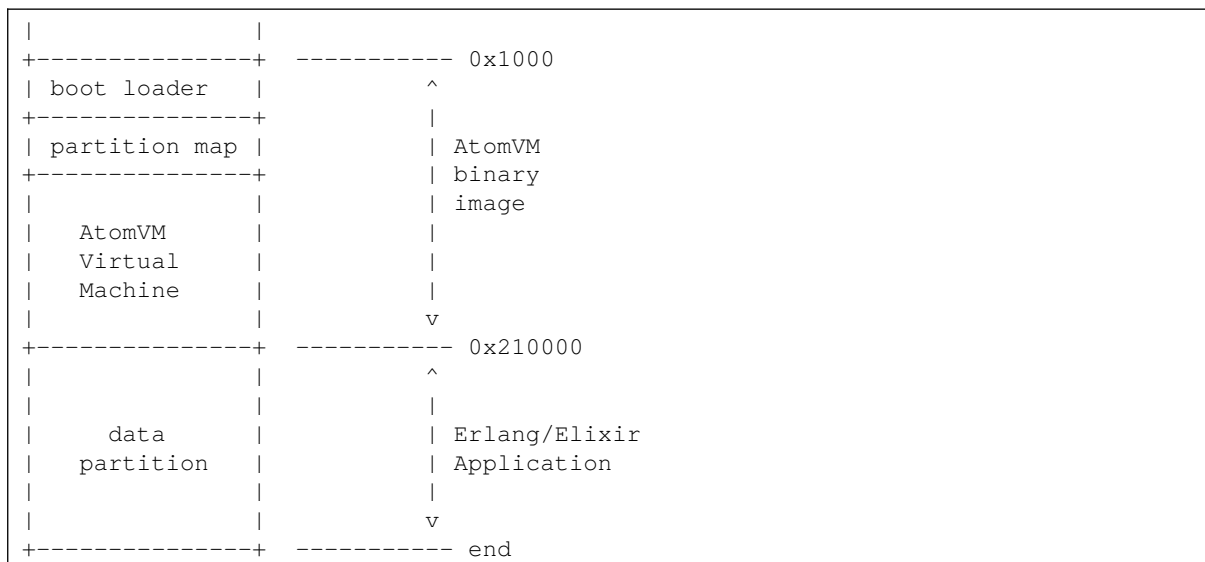 |               |
+---------------+  ----------- 0x1000
| boot loader   |          ^
+---------------+          |
| partition map |          | AtomVM
+---------------+          | binary
|               |          | image
|   AtomVM      |          |
|   Virtual     |          |
|   Machine     |          |
|               |          v
+---------------+  ----------- 0x210000
|               |          ^
|               |          |
|     data      |          | Erlang/Elixir
|   partition   |          | Application
|               |          |
|               |          v
+---------------+  ----------- end